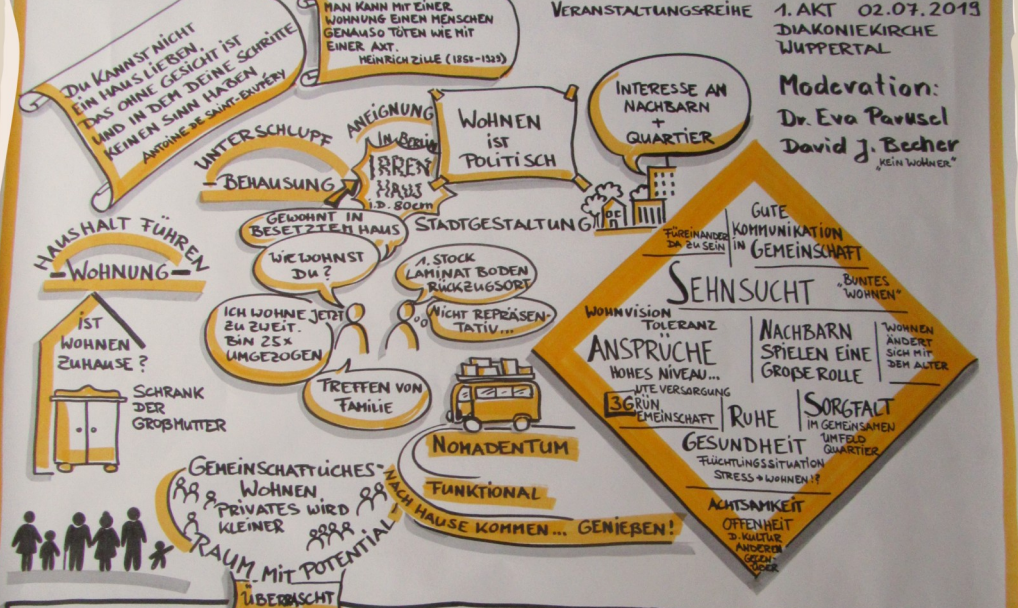 DU KANNST NICHT
EIN HAUS LIEBEN,
DAS OHNE GESICHT IST
UND IN DEM DEINE SCHRITTE
KEINEN SINN HABEN
ANTOINE DE SAINT-EXUPÉRY
MAN KANN MIT EINER
WOHNUNG EINEN MENSCHEN
GENAUSO TÖTEN WIE MIT
EINER AXT.
HEINRICH ZILLE (1858-1929)
VERANSTALTUNGSREIHE
1. AKT 02.07.2019
DIAKONIEKIRCHE
WUPPERTAL
Moderation:
Dr. Eva Parusel
David J. Becher
"KEIN WOHNER"
UNTERSCHLUPF
BEHAUSUNG
ANEIGNUNG
IN BERLIN
IRREN
HAUS
i.D. 80cm
WOHNEN
IST
POLITISCH
INTERESSE AN
NACHBARN
+
QUARTIER
STADTGESTALTUNG
HAUSHALT FÜHREN
WOHNUNG
IST
WOHNEN
ZUHAUSE?
SCHRANK
DER
GROßMUTTER
GEWOHNT IN
BESETZTEM HAUS
WIE WOHNST
DU?
1. STOCK
LAMINAT BODEN
RÜCKZUGSORT
ICH WOHNE JETZT
ZU ZWEIT.
BIN 25x
UMGEZOGEN
NICHT REPRÄSEN-
TATIV...
TREFFEN VON
FAMILIE
NOMADENTUM
FUNKTIONAL
NACH HAUSE KOMMEN... GENIEßEN!
GEMEINSCHAFTLICHES
WOHNEN
PRIVATES WIRD
KLEINER
RAUM MIT POTENTIAL
ÜBERRASCHT
FÜREINANDER
DA ZU SEIN
GUTE
KOMMUNIKATION
IN GEMEINSCHAFT
SEHNSUCHT
"BUNTES
WOHNEN"
WOHNVISION
TOLERANZ
ANSPRÜCHE
HOHES NIVEAU...
NACHBARN
SPIELEN EINE
GROßE ROLLE
WOHNEN
ÄNDERT
SICH MIT
DEM ALTER
3G
UTE VERSORGUNG
RÜN
EMEINSCHAFT
RUHE
SORGFALT
IM GEMEINSAMEN
UMFELD
QUARTIER
GESUNDHEIT
FLÜCHTLINGSSITUATION
STRESS → WOHNEN!?
ACHTSAMKEIT
OFFENHEIT
D. KULTUR
ANDEREN
GEGEN-
ÜBER